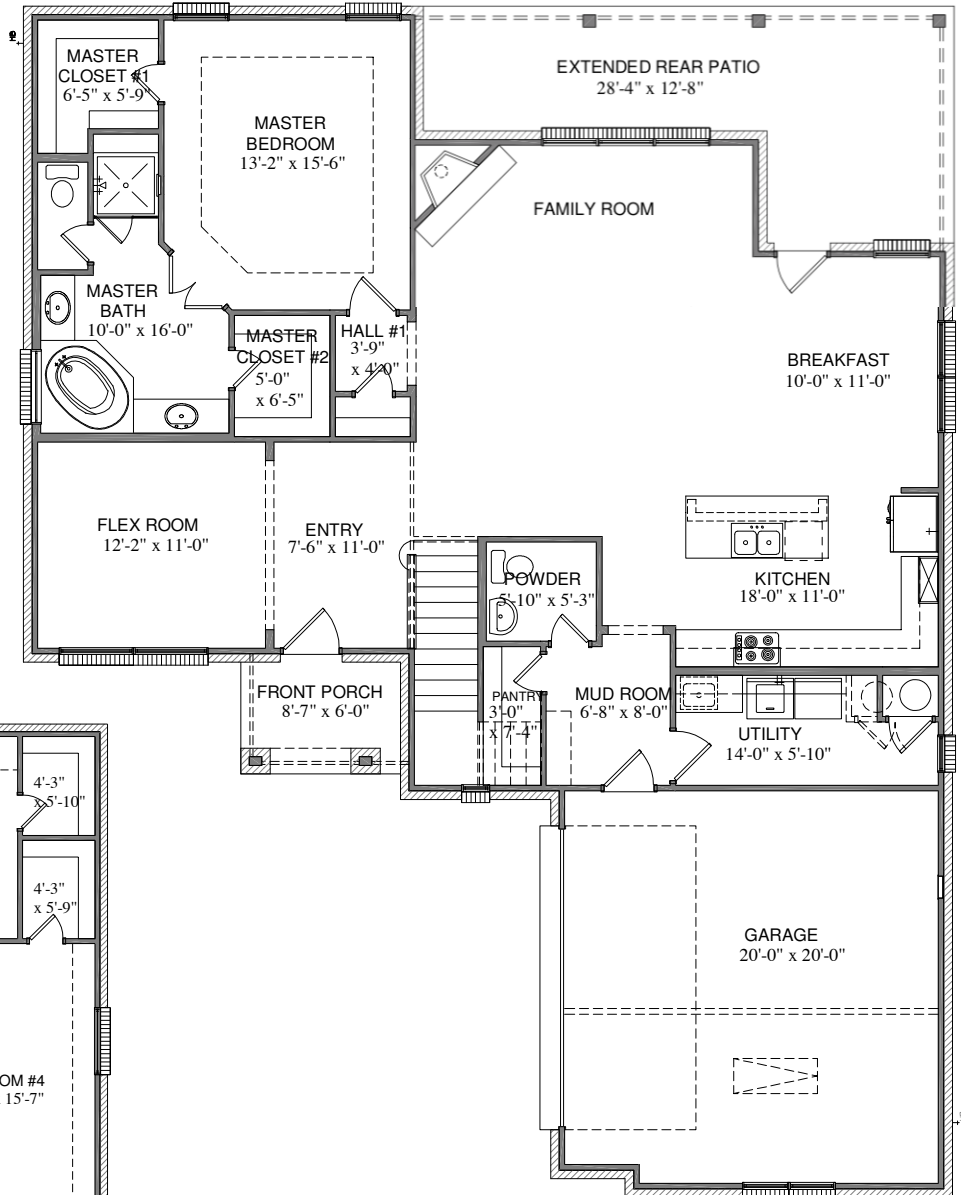 HB
MASTER
CLOSET #1
6'-5" x 5'-9"
MASTER
BEDROOM
13'-2" x 15'-6"
EXTENDED REAR PATIO
28'-4" x 12'-8"
FAMILY ROOM
MASTER
BATH
10'-0" x 16'-0"
MASTER
CLOSET #2
5'-0"
x 6'-5"
HALL #1
3'-9"
x 4'-0"
BREAKFAST
10'-0" x 11'-0"
FLEX ROOM
12'-2" x 11'-0"
ENTRY
7'-6" x 11'-0"
POWDER
5'-10" x 5'-3"
KITCHEN
18'-0" x 11'-0"
FRONT PORCH
8'-7" x 6'-0"
PANTRY
3'-0"
x 7'-4"
MUD ROOM
6'-8" x 8'-0"
UTILITY
14'-0" x 5'-10"
4'-3"
x 5'-10"
4'-3"
x 5'-9"
GARAGE
20'-0" x 20'-0"
OM #4
15'-7"